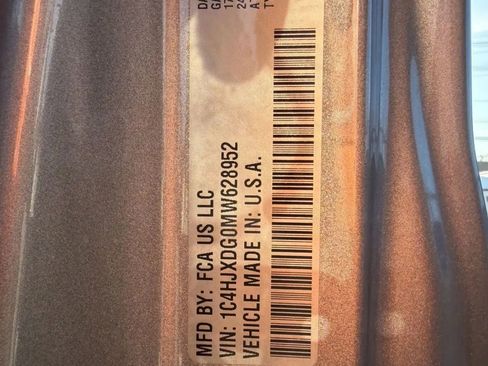 MFD BY: FCA US LLC
VIN: 1C4HJXDG0MW628952
VEHICLE MADE IN: U.S.A.